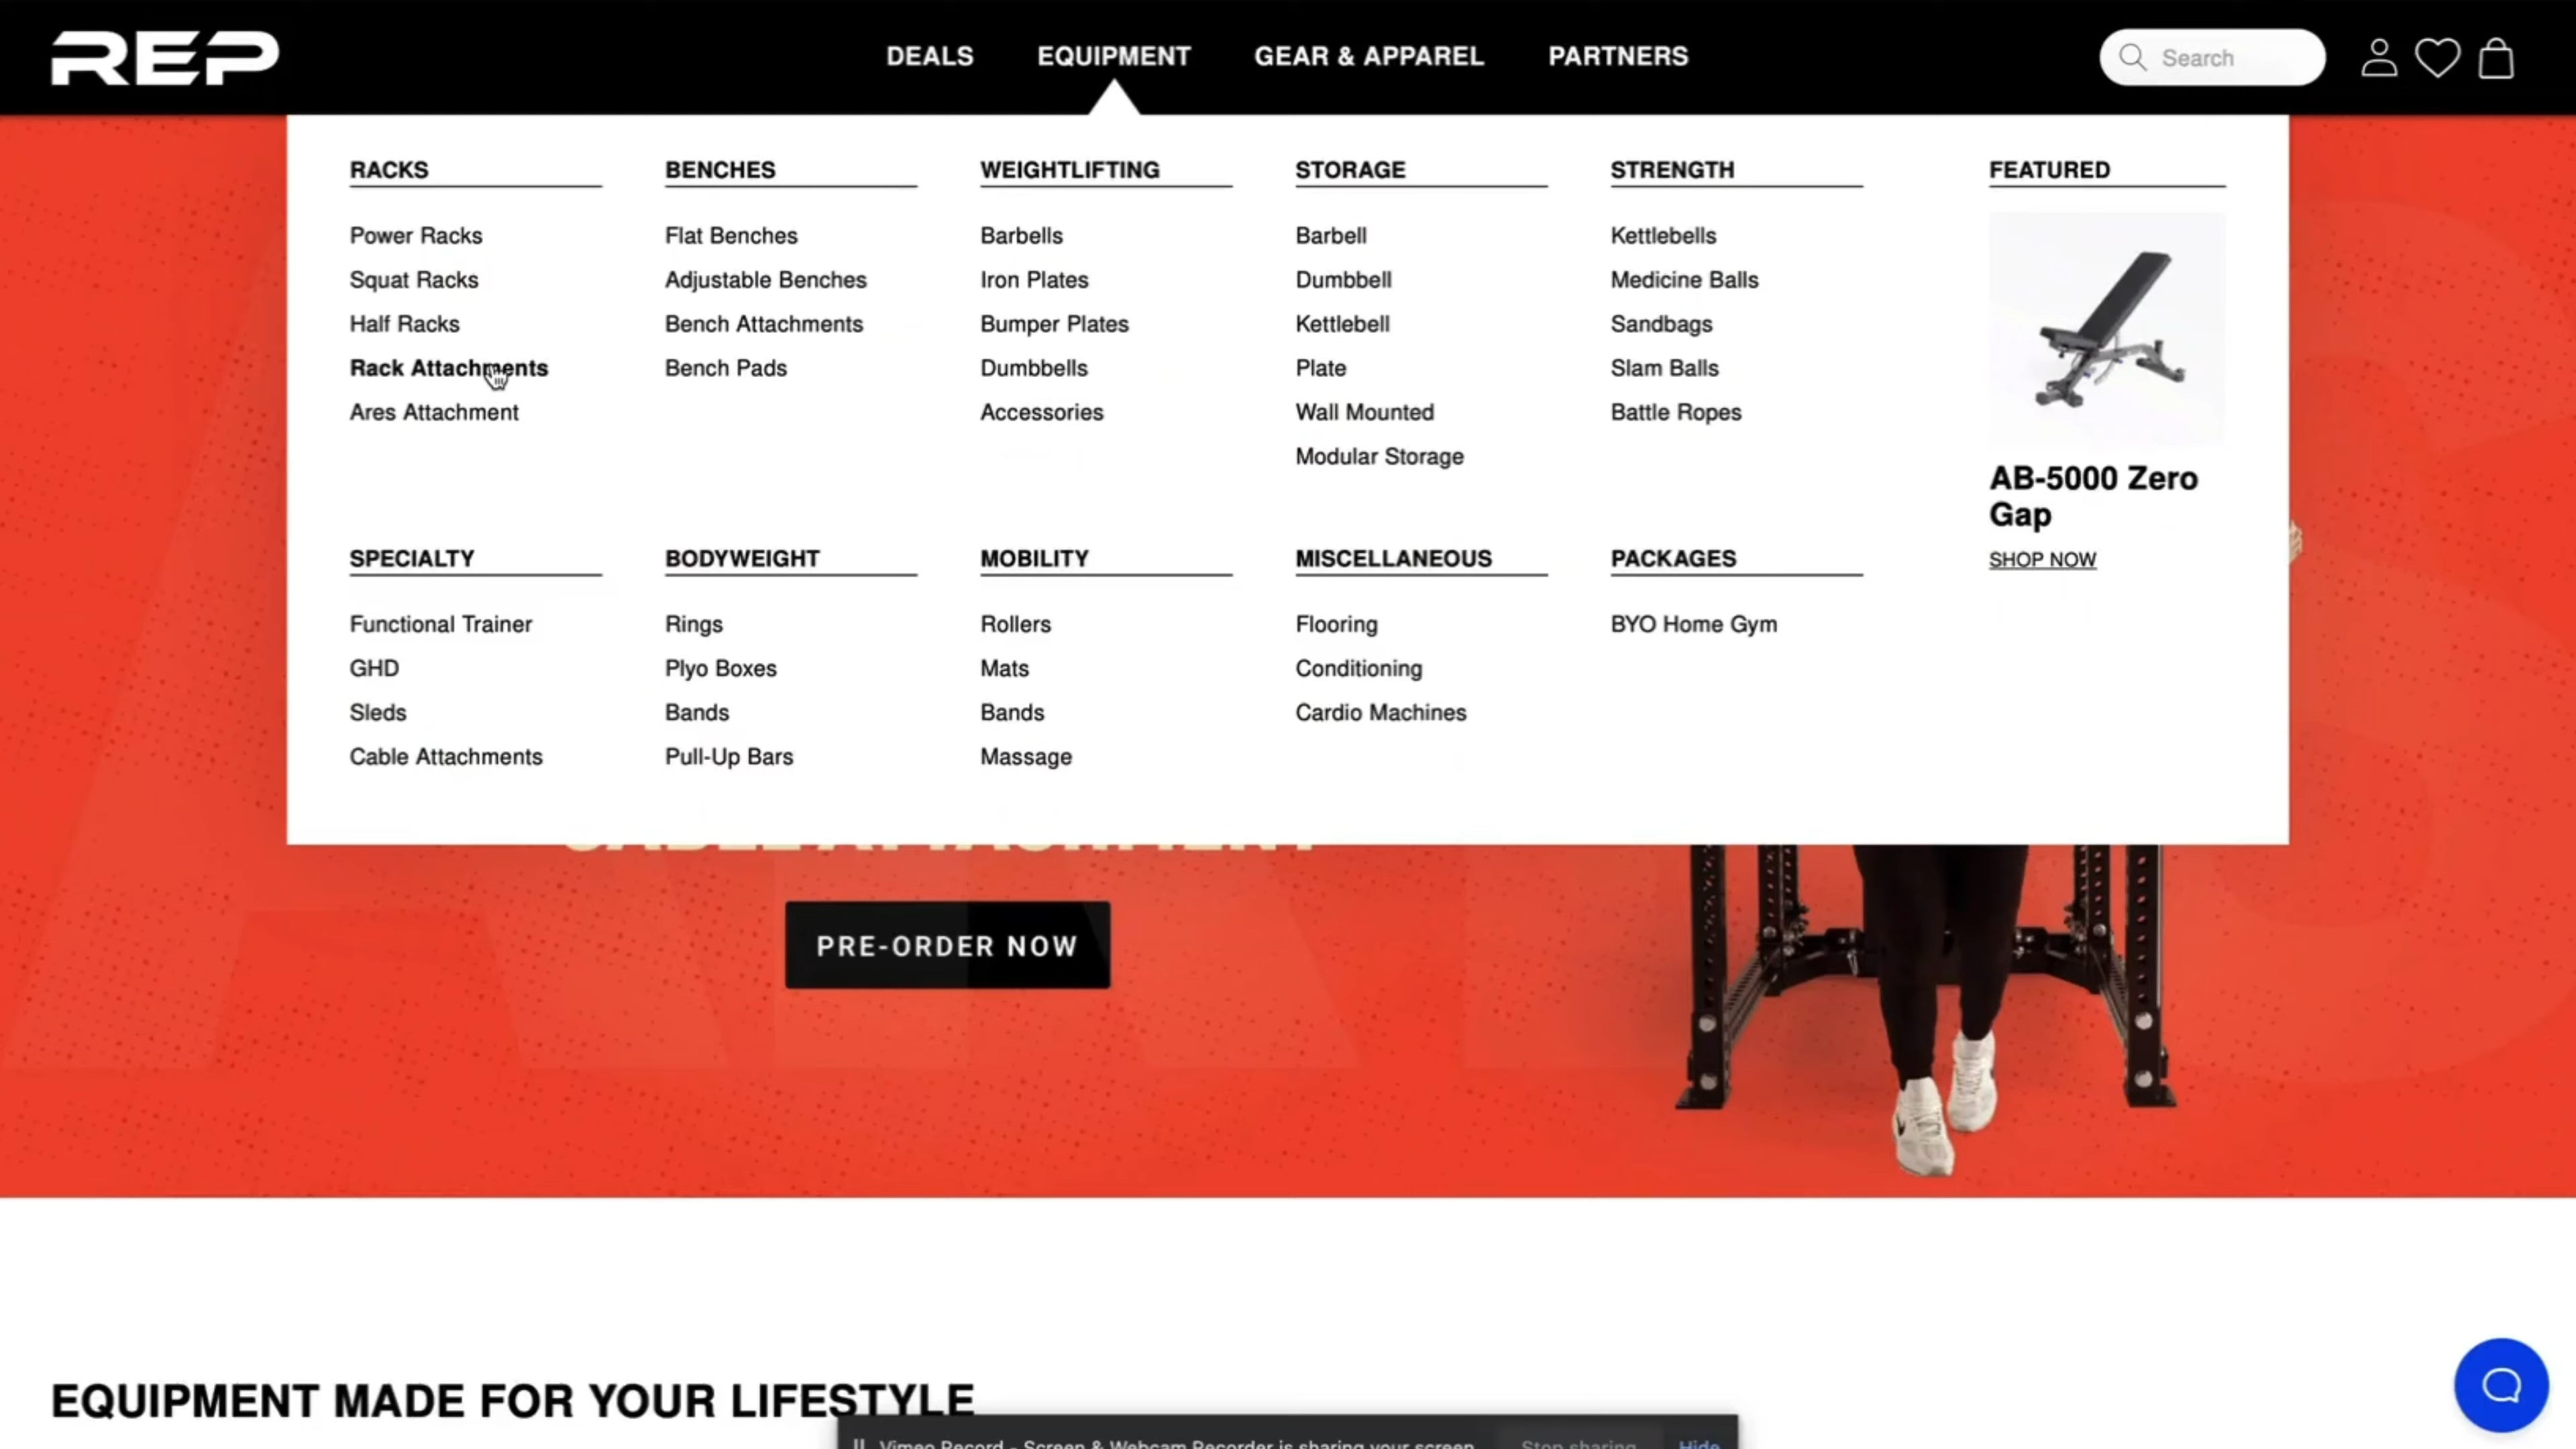 REP
DEALS
EQUIPMENT
GEAR & APPAREL
PARTNERS
Search
RACKS
Power Racks
Squat Racks
Half Racks
Rack Attachments
Ares Attachment
BENCHES
Flat Benches
Adjustable Benches
Bench Attachments
Bench Pads
WEIGHTLIFTING
Barbells
Iron Plates
Bumper Plates
Dumbbells
Accessories
STORAGE
Barbell
Dumbbell
Kettlebell
Plate
Wall Mounted
Modular Storage
STRENGTH
Kettlebells
Medicine Balls
Sandbags
Slam Balls
Battle Ropes
FEATURED
AB-5000 Zero
Gap
SHOP NOW
SPECIALTY
Functional Trainer
GHD
Sleds
Cable Attachments
BODYWEIGHT
Rings
Plyo Boxes
Bands
Pull-Up Bars
MOBILITY
Rollers
Mats
Bands
Massage
MISCELLANEOUS
Flooring
Conditioning
Cardio Machines
PACKAGES
BYO Home Gym
CABLE ATTACHMENT
PRE-ORDER NOW
EQUIPMENT MADE FOR YOUR LIFESTYLE
Vimeo Record - Screen & Webcam Recorder is sharing your screen.
Stop sharing
Hide